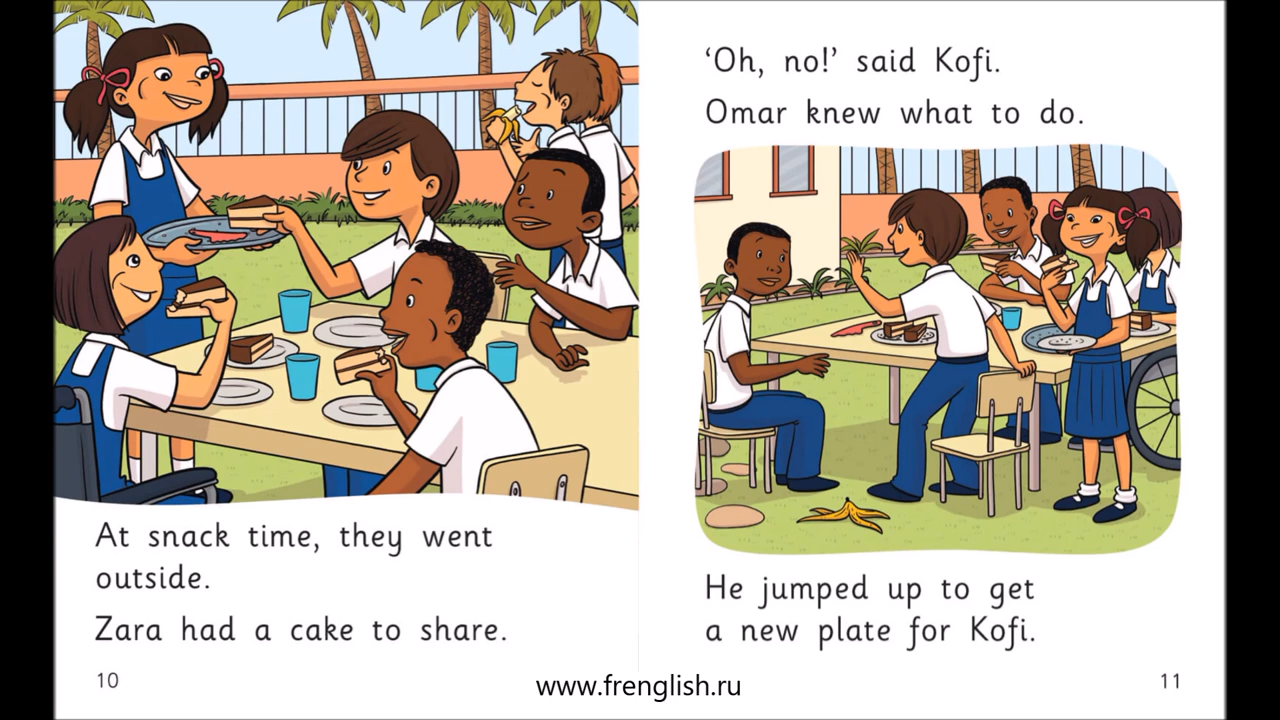 At snack time, they went
outside.
Zara had a cake to share.
10
‘Oh, no!’ said Kofi.
Omar knew what to do.
He jumped up to get
a new plate for Kofi.
11
www.frenglish.ru